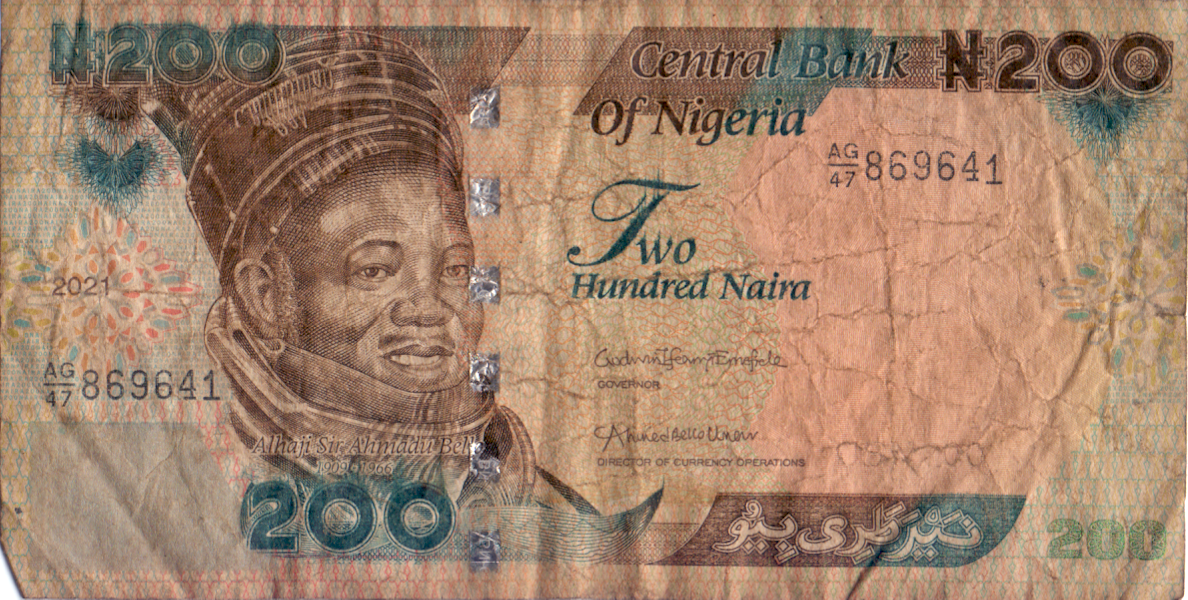 ₦200
Central Bank
Of Nigeria
₦200
AG/47 869641
Two
Hundred Naira
2021
GOVERNOR
AG/47 869641
DIRECTOR OF CURRENCY OPERATIONS
Alhaji Sir Ahmadu Bell
1909-1966
200
200